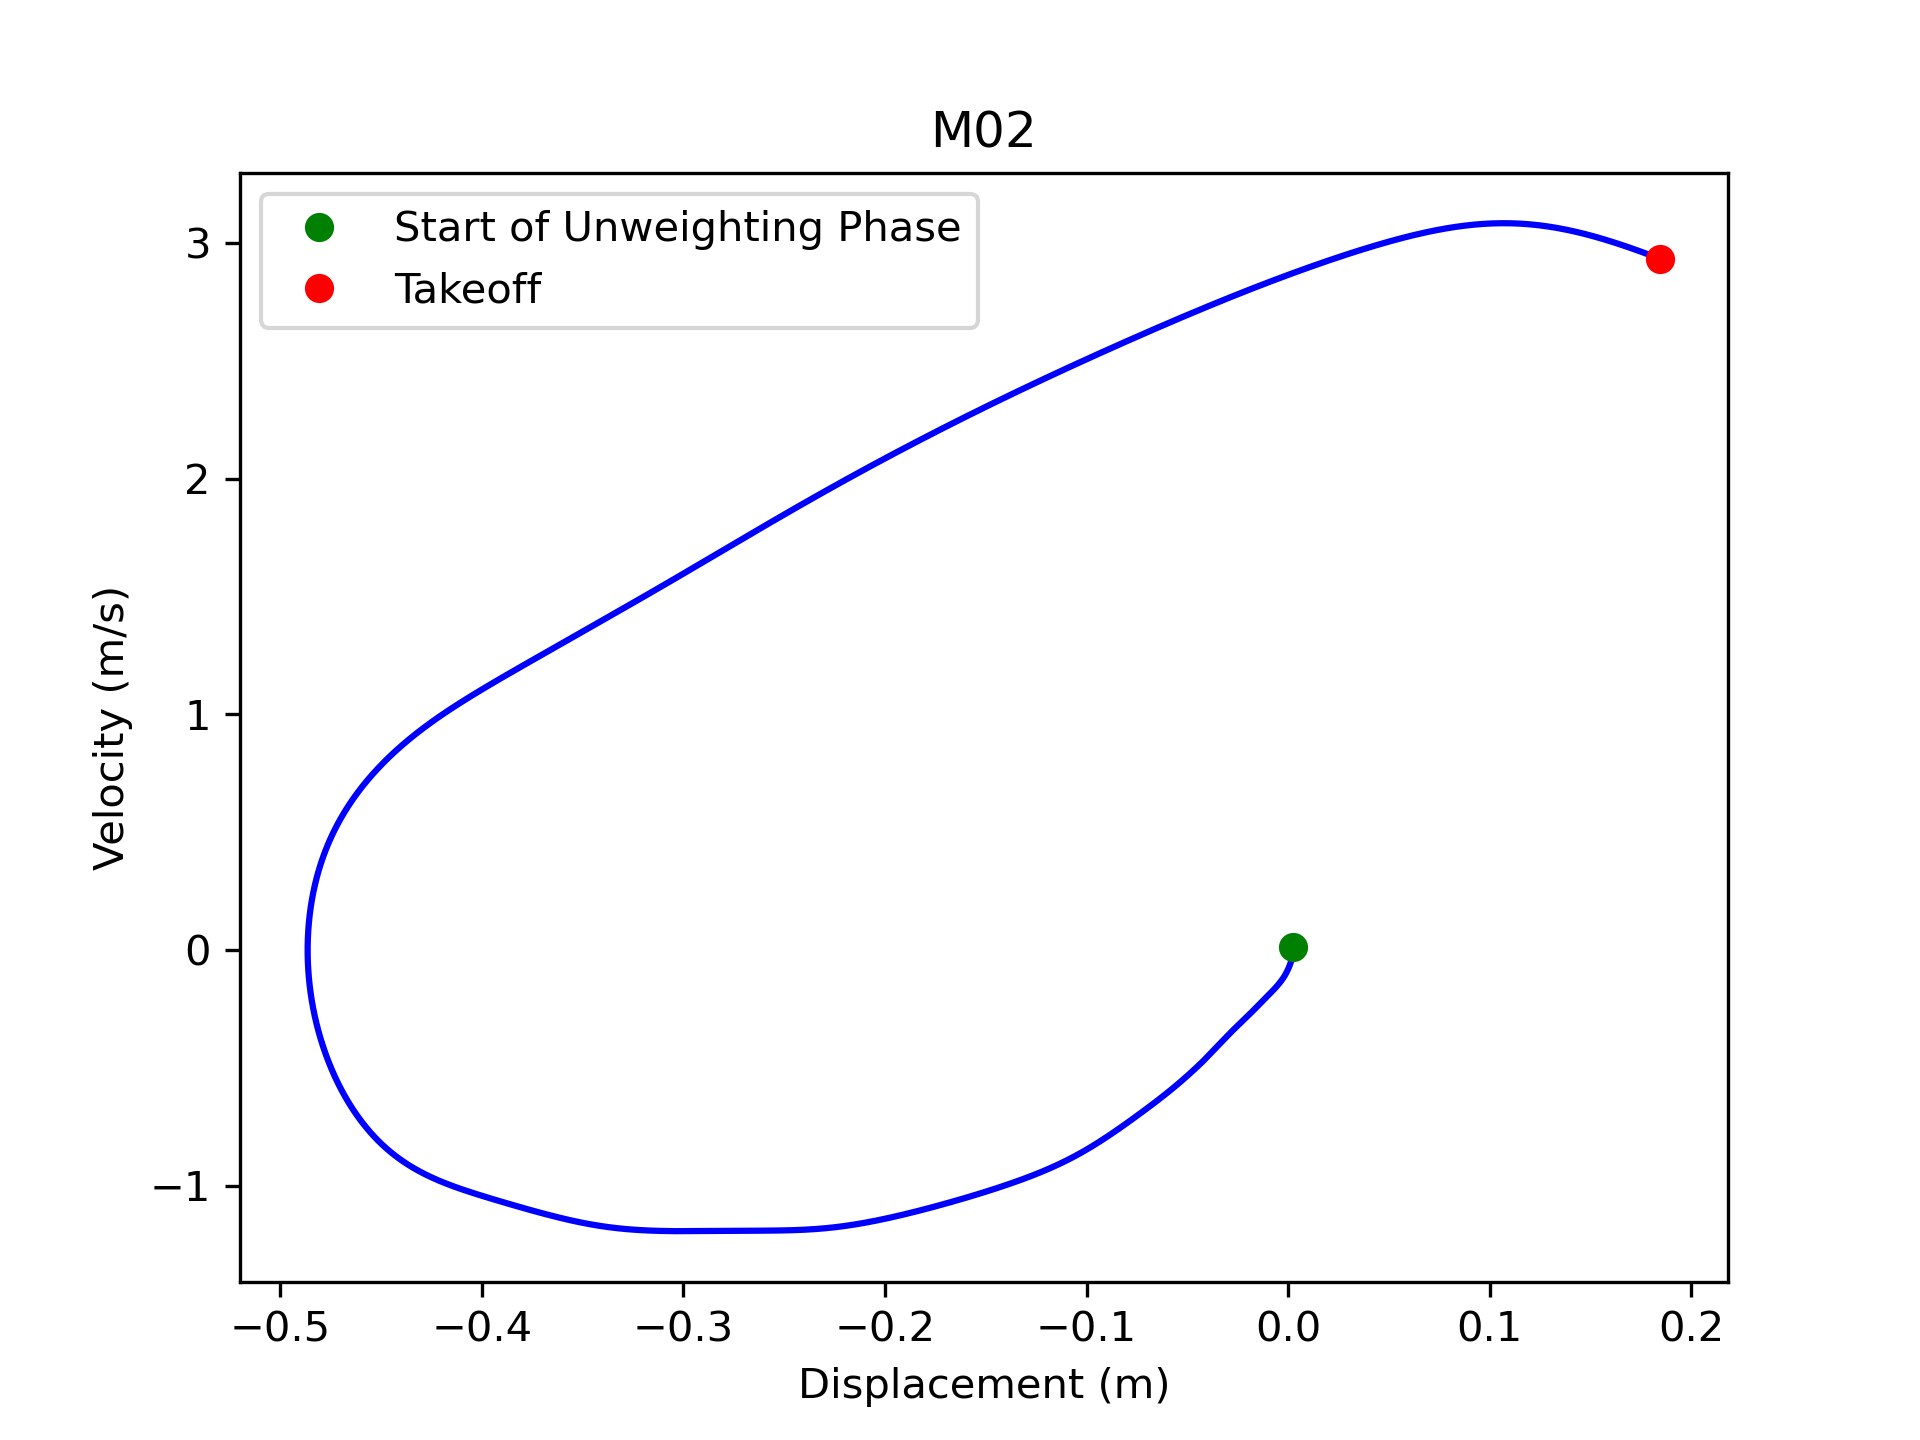 M02
Start of Unweighting Phase
Takeoff
3
2
1
0
−1
Velocity (m/s)
−0.5 −0.4 −0.3 −0.2 −0.1 0.0 0.1 0.2
Displacement (m)